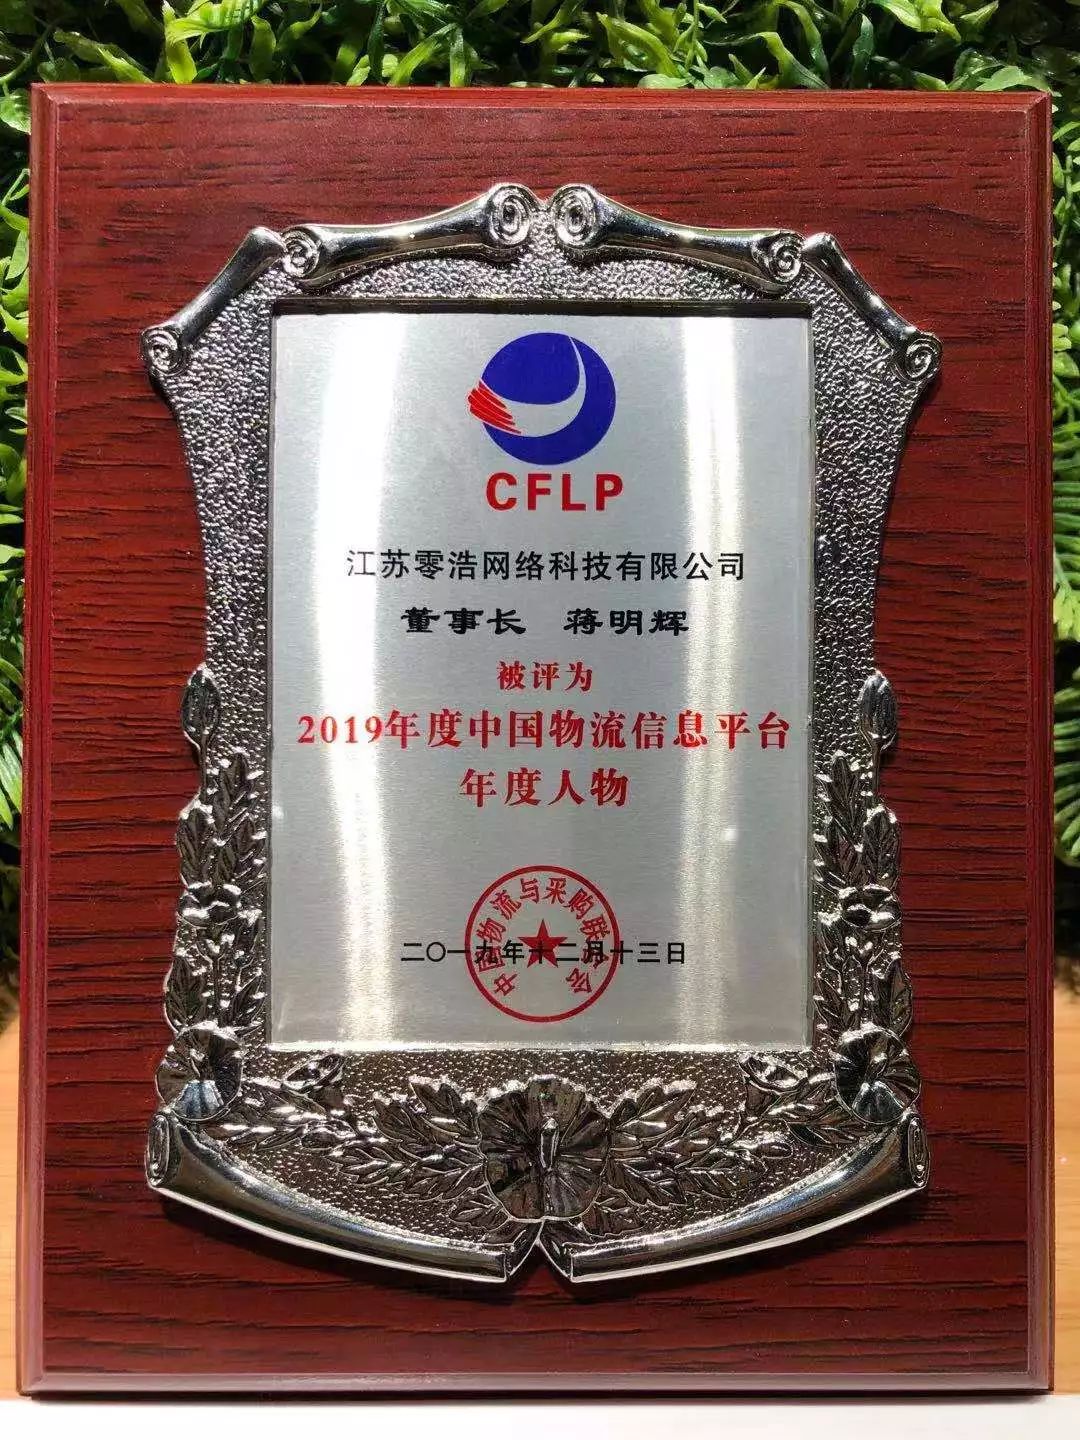 CFLP
江苏零浩网络科技有限公司
董事长 蒋明辉
被评为
2019年度中国物流信息平台
年度人物
中国物流与采购联合会
二〇一九年十二月十三日